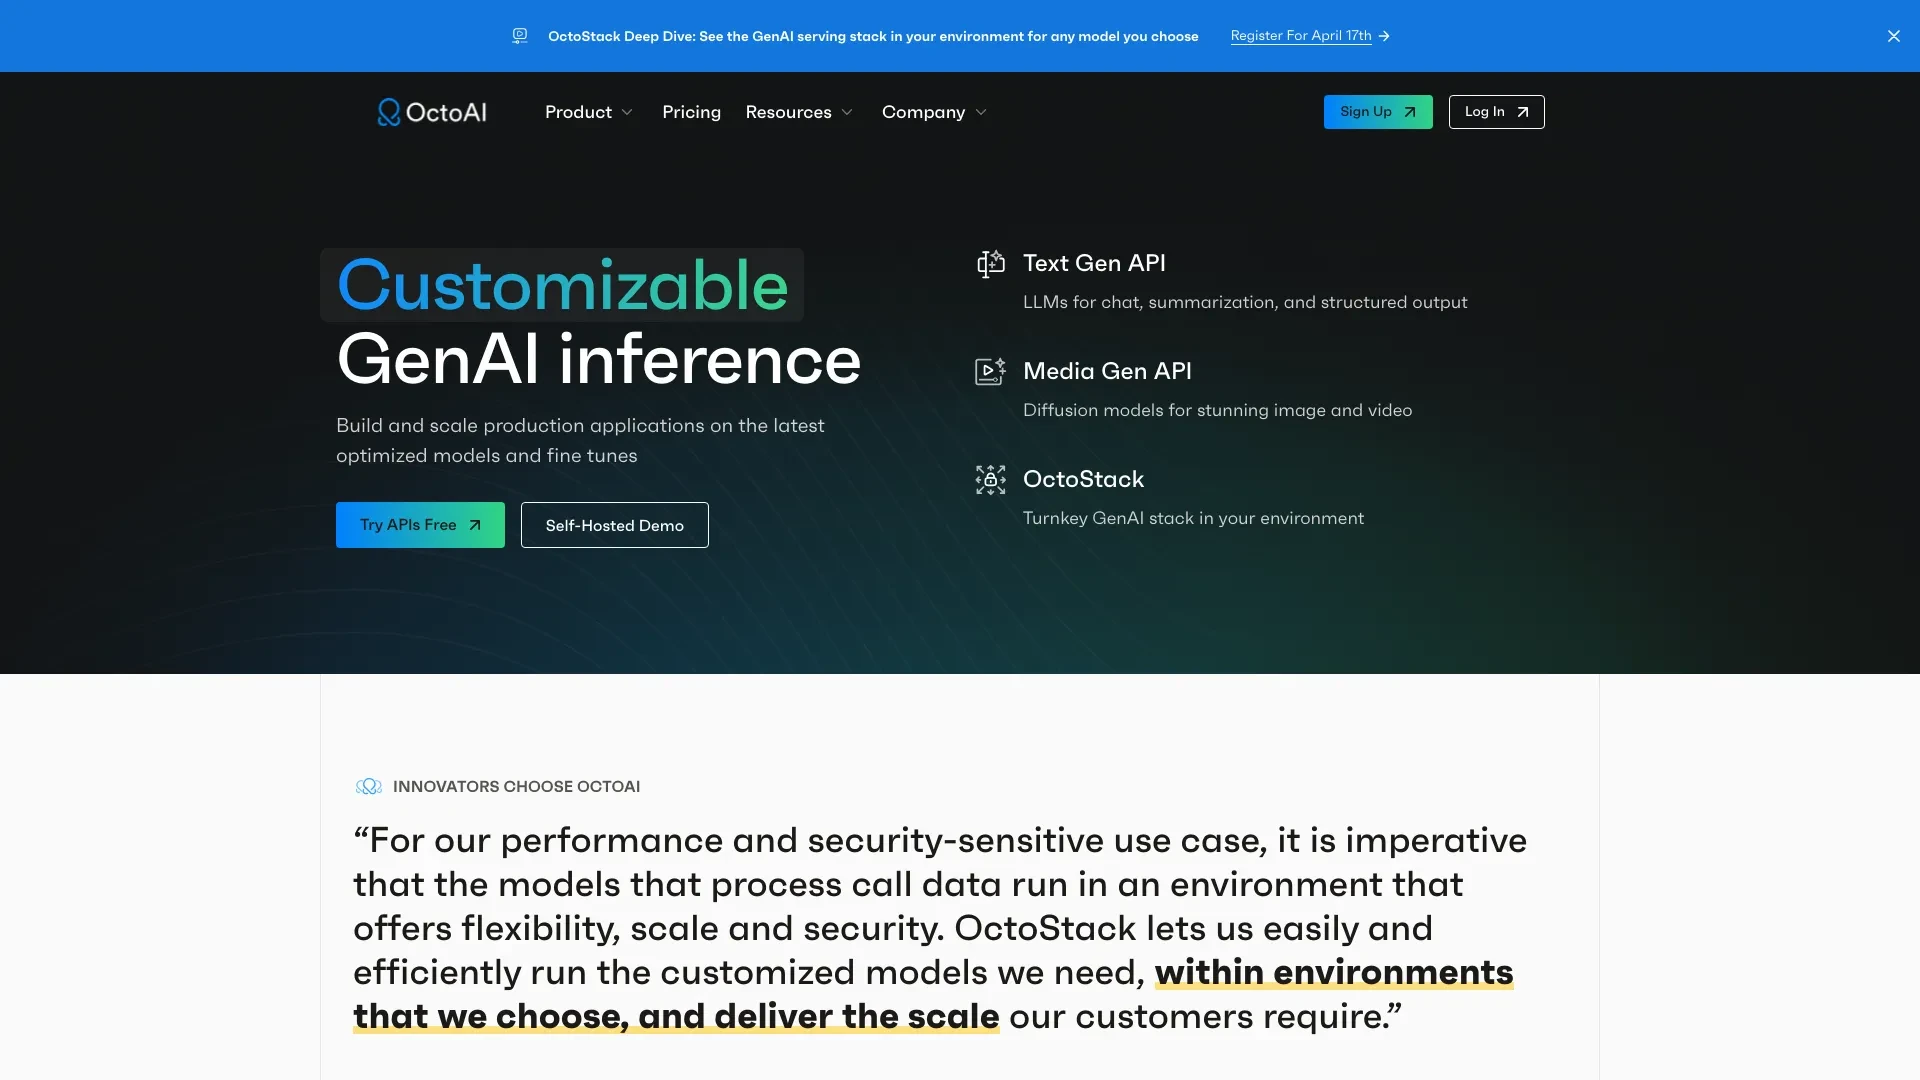 OctoStack Deep Dive: See the GenAI serving stack in your environment for any model you choose
Register For April 17th
OctoAI
Product
Pricing
Resources
Company
Sign Up
Log In
Customizable
GenAI inference
Build and scale production applications on the latest
optimized models and fine tunes
Try APIs Free
Self-Hosted Demo
Text Gen API
LLMs for chat, summarization, and structured output
Media Gen API
Diffusion models for stunning image and video
OctoStack
Turnkey GenAI stack in your environment
INNOVATORS CHOOSE OCTOAI
“For our performance and security-sensitive use case, it is imperative
that the models that process call data run in an environment that
offers flexibility, scale and security. OctoStack lets us easily and
efficiently run the customized models we need, within environments
that we choose, and deliver the scale our customers require.”